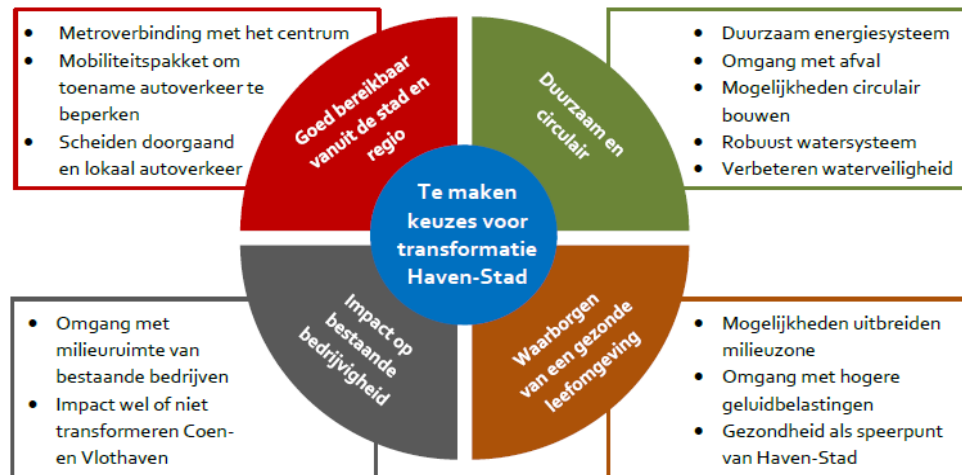 • Metroverbinding met het centrum
• Mobiliteitspakket om
toename autoverkeer te
beperken
• Scheiden doorgaand
en lokaal autoverkeer
Goed bereikbaar
vanuit de stad en
regio
Duurzaam en
circulair
• Duurzaam energiesysteem
• Omgang met afval
• Mogelijkheden circulair
bouwen
• Robuust watersysteem
• Verbeteren waterveiligheid
Te maken
keuzes voor
transformatie
Haven-Stad
• Omgang met
milieuruimte van
bestaande bedrijven
• Impact wel of niet
transformeren Coen-
en Vlothaven
Impact op
bestaande
bedrijvigheid
Waarborgen
van een gezonde
leefomgeving
• Mogelijkheden uitbreiden
milieuzone
• Omgang met hogere
geluidbelastingen
• Gezondheid als speerpunt
van Haven-Stad